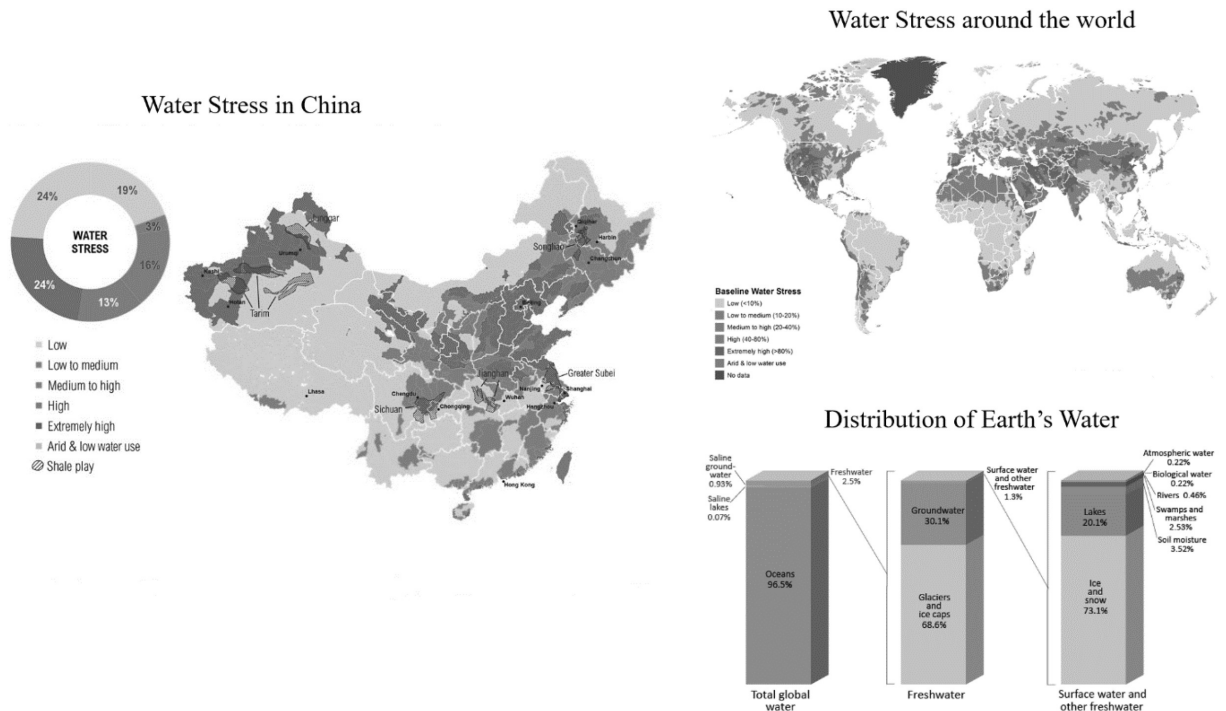 Water Stress around the world
Water Stress in China
24%
19%
3%
16%
13%
24%
WATER
STRESS
Low
Low to medium
Medium to high
High
Extremely high
Arid & low water use
Shale play
Junggar
Urumqi
Kashi
Hotan
Tarim
Lhasa
Songliao
Harbin
Changchun
Beijing
Jianghan
Greater Subei
Nanjing
Shanghai
Hangzhou
Wuhan
Chengdu
Chongqing
Sichuan
Hong Kong
Baseline Water Stress
Low (<10%)
Low to medium (10-20%)
Medium to high (20-40%)
High (40-80%)
Extremely high (>80%)
Arid & low water use
No data
Distribution of Earth's Water
Saline
ground-
water
0.93%
Saline
lakes
0.07%
Freshwater
2.5%
Oceans
96.5%
Total global
water
Groundwater
30.1%
Glaciers
and
ice caps
68.6%
Freshwater
Surface water
and other
freshwater
1.3%
Lakes
20.1%
Ice
and
snow
73.1%
Surface water and
other freshwater
Atmospheric water
0.22%
Biological water
0.22%
Rivers 0.46%
Swamps and
marshes
2.53%
Soil moisture
3.52%